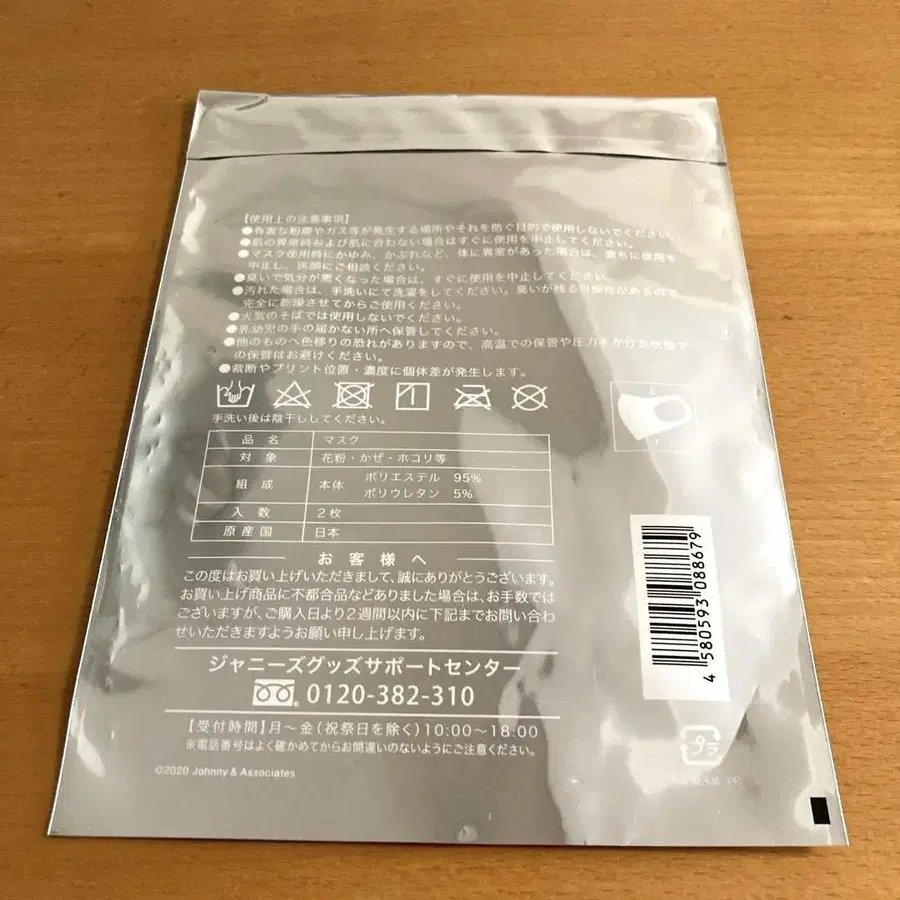 【使用上の注意事項】
●有害な粉塵やガス等が発生する場所やそれを防ぐ目的で使用しないでください。
●肌の異常時および肌に合わない場合はすぐに使用を中止してください。
●マスク使用時にかゆみ、かぶれなど、体に異常があった場合は、直ちに使用を
中止し、医師にご相談ください。
●臭いで気分が悪くなった場合は、すぐに使用を中止してください。
●汚れた場合は、手洗いにて洗濯をしてください。臭いが残る可能性があるので
完全に乾燥させてからご使用ください。
●火気のそばでは使用しないでください。
●乳幼児の手の届かない所へ保管してください。
●他のものへ色移りの恐れがありますので、高温での保管や圧力をかけた状態で
の保管はお避けください。
●裁断やプリント位置・濃度に個体差が発生します。
手洗い後は陰干ししてください。
品名 マスク
対象 花粉・かぜ・ホコリ等
組成 本体 ポリエステル 95%
ポリウレタン 5%
入数 2枚
原産国 日本
お客様へ
この度はお買い上げいただきまして、誠にありがとうございます。
お買い上げ商品に不都合品などありました場合は、お手数では
ございますが、ご購入日より2週間以内に下記までお問い合わ
せいただきますようお願い申し上げます。
ジャニーズグッズサポートセンター
0120-382-310
【受付時間】月〜金(祝祭日を除く)10:00〜18:00
※電話番号はよく確かめてからお間違いのないようにご注意ください。
©2020 Johnny & Associates
4 580593 088679
プラ